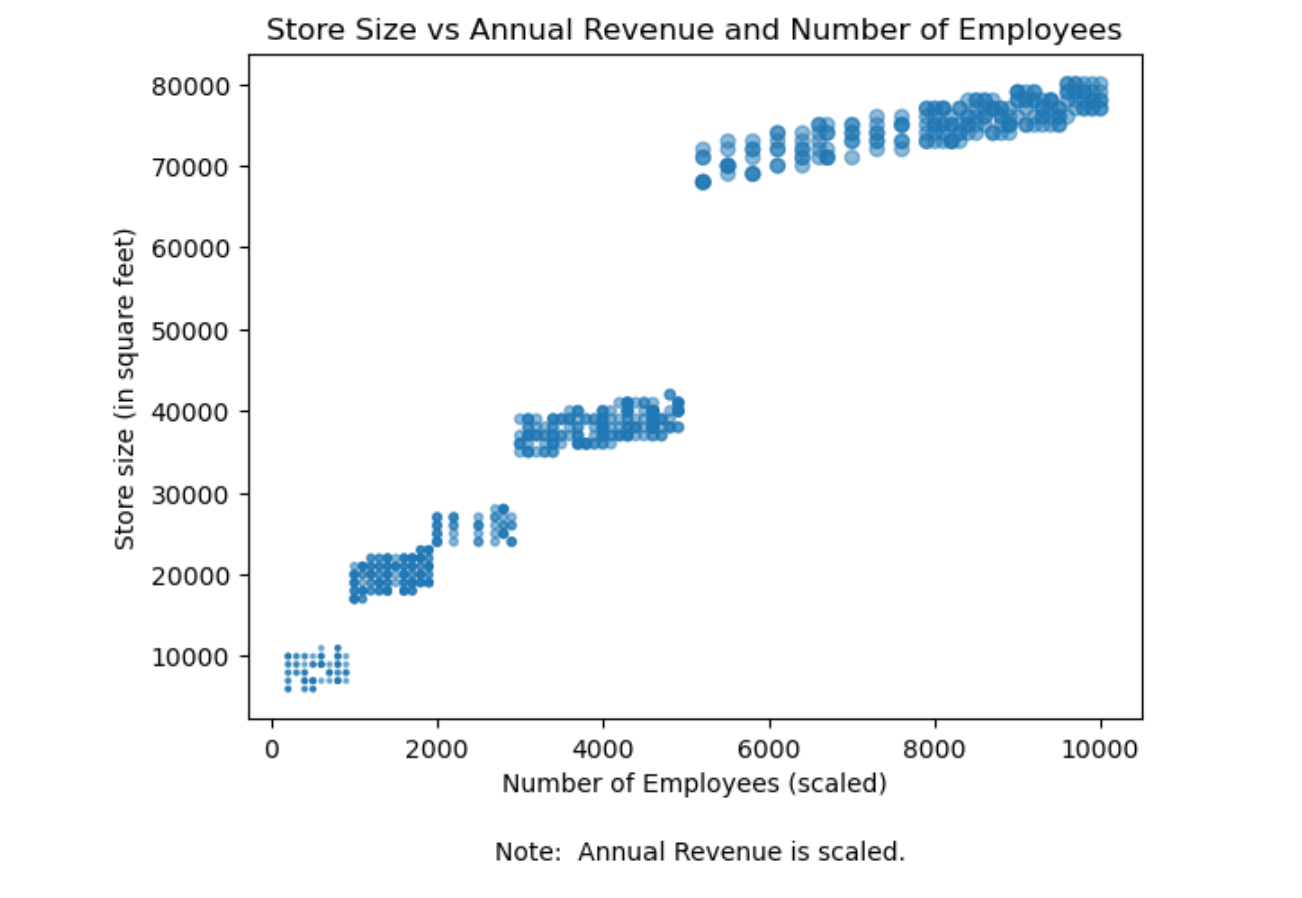 Store Size vs Annual Revenue and Number of Employees
80000
70000
60000
50000
40000
30000
20000
10000
Store size (in square feet)
0 2000 4000 6000 8000 10000
Number of Employees (scaled)
Note:  Annual Revenue is scaled.